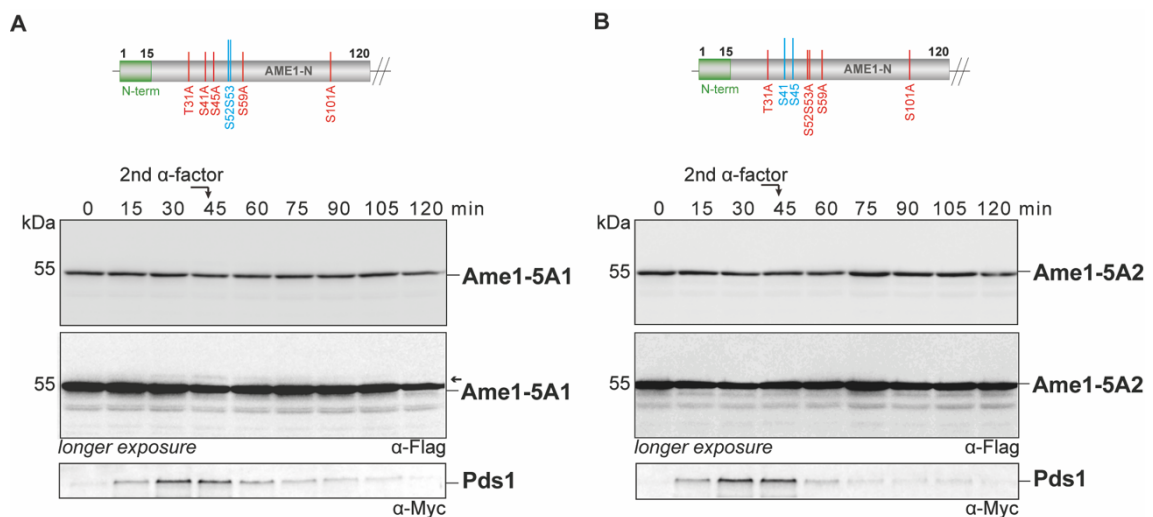 A
1 15 120
AME1-N
N-term
T31A
S41A
S45A
S52S53
S59A
S101A
2nd α-factor
kDa 0 15 30 45 60 75 90 105 120 min
55 Ame1-5A1
55 Ame1-5A1
longer exposure α-Flag
Pds1
α-Myc
B
1 15 120
AME1-N
N-term
T31A
S41
S45
S52S53A
S59A
S101A
2nd α-factor
kDa 0 15 30 45 60 75 90 105 120 min
55 Ame1-5A2
55 Ame1-5A2
longer exposure α-Flag
Pds1
α-Myc